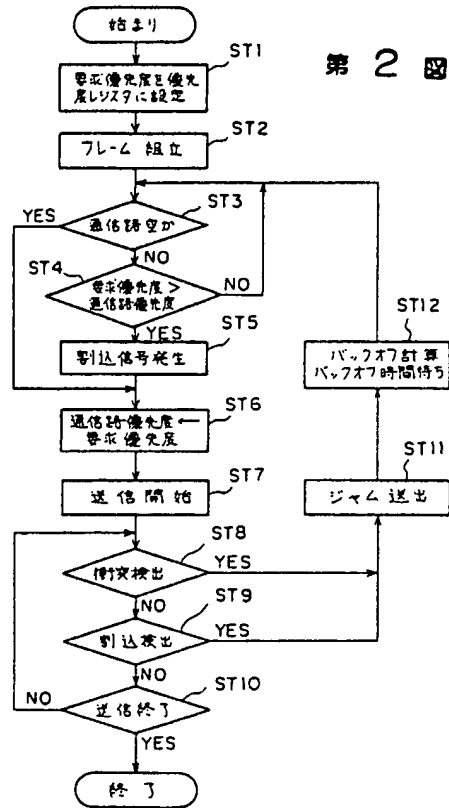 第2図
始まり
ST1
要求優先度を優先
度レジスタに設定
ST2
フレーム組立
ST3
通信路空か
YES
NO
ST4
要求優先度>
通信路優先度
NO
YES
ST5
割込信号発生
ST6
通信路優先度←
要求優先度
ST7
送信開始
ST8
衝突検出
YES
NO
ST9
割込検出
YES
NO
ST10
送信終了
NO
YES
終了
ST11
ジャム送出
ST12
バックオフ計算
バックオフ時間待ち